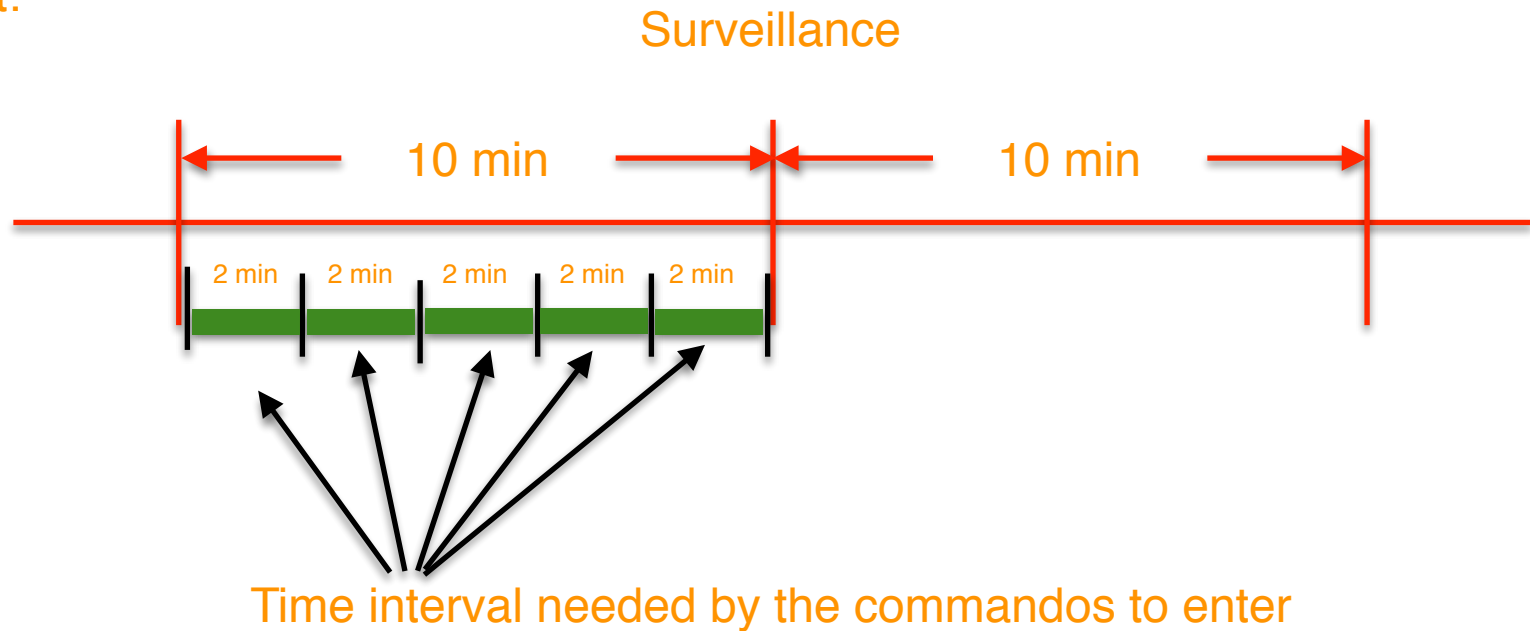 Surveillance
10 min 10 min
2 min 2 min 2 min 2 min 2 min
Time interval needed by the commandos to enter